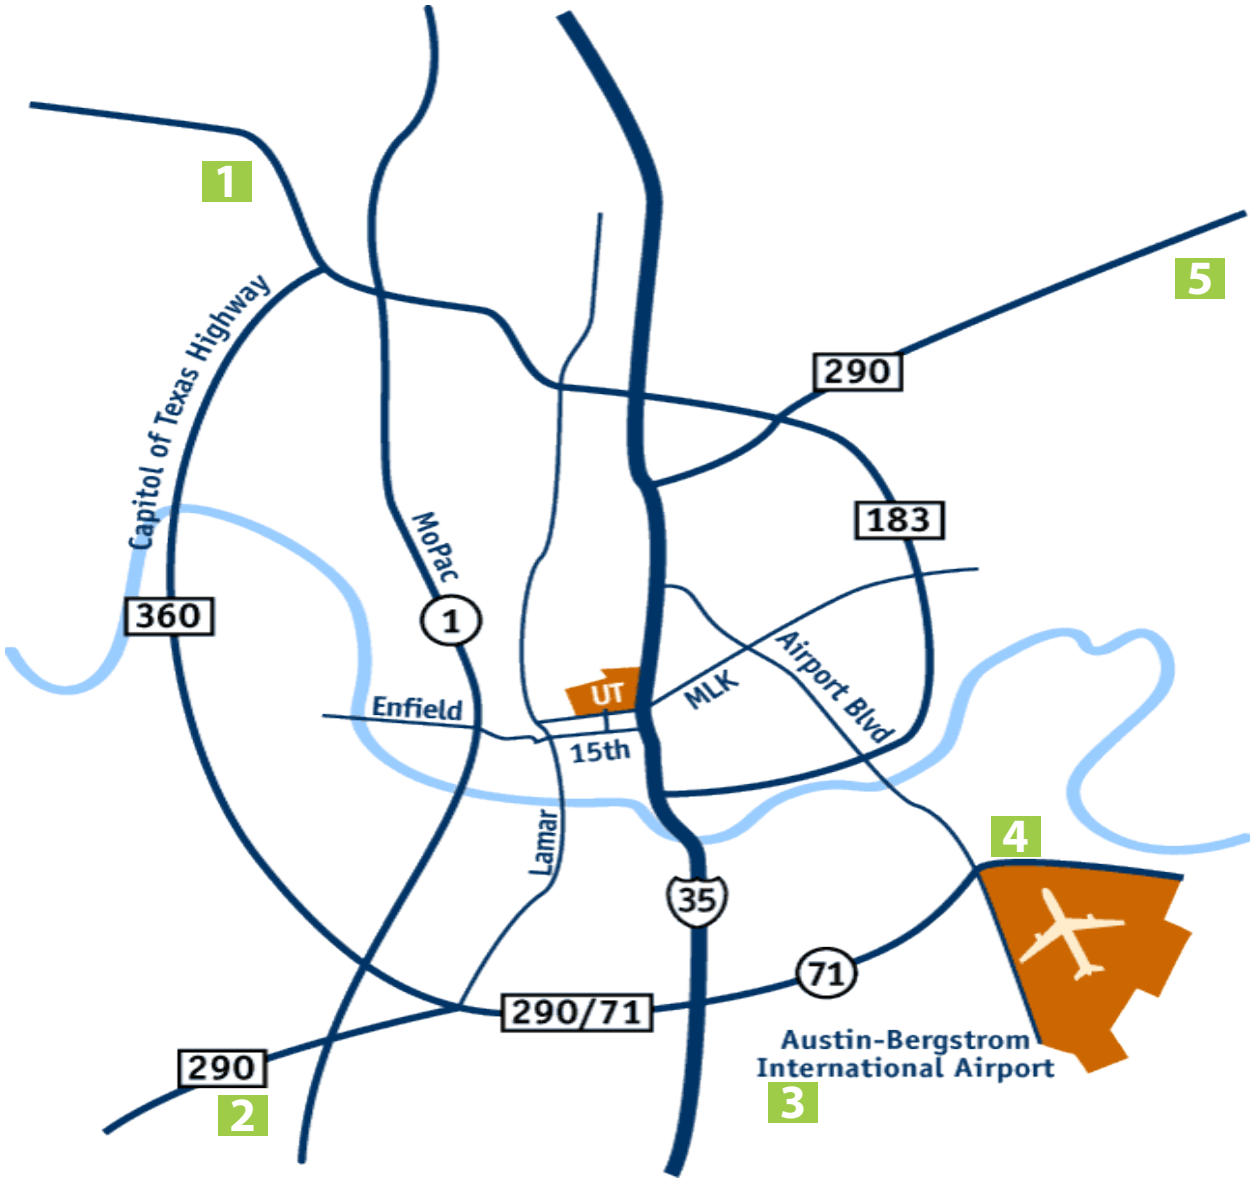 1
5
Capitol of Texas Highway
290
183
MoPac
360
1
Airport Blvd
UT
MLK
Enfield
15th
Lamar
4
35
71
290/71
Austin-Bergstrom
International Airport
290
3
2